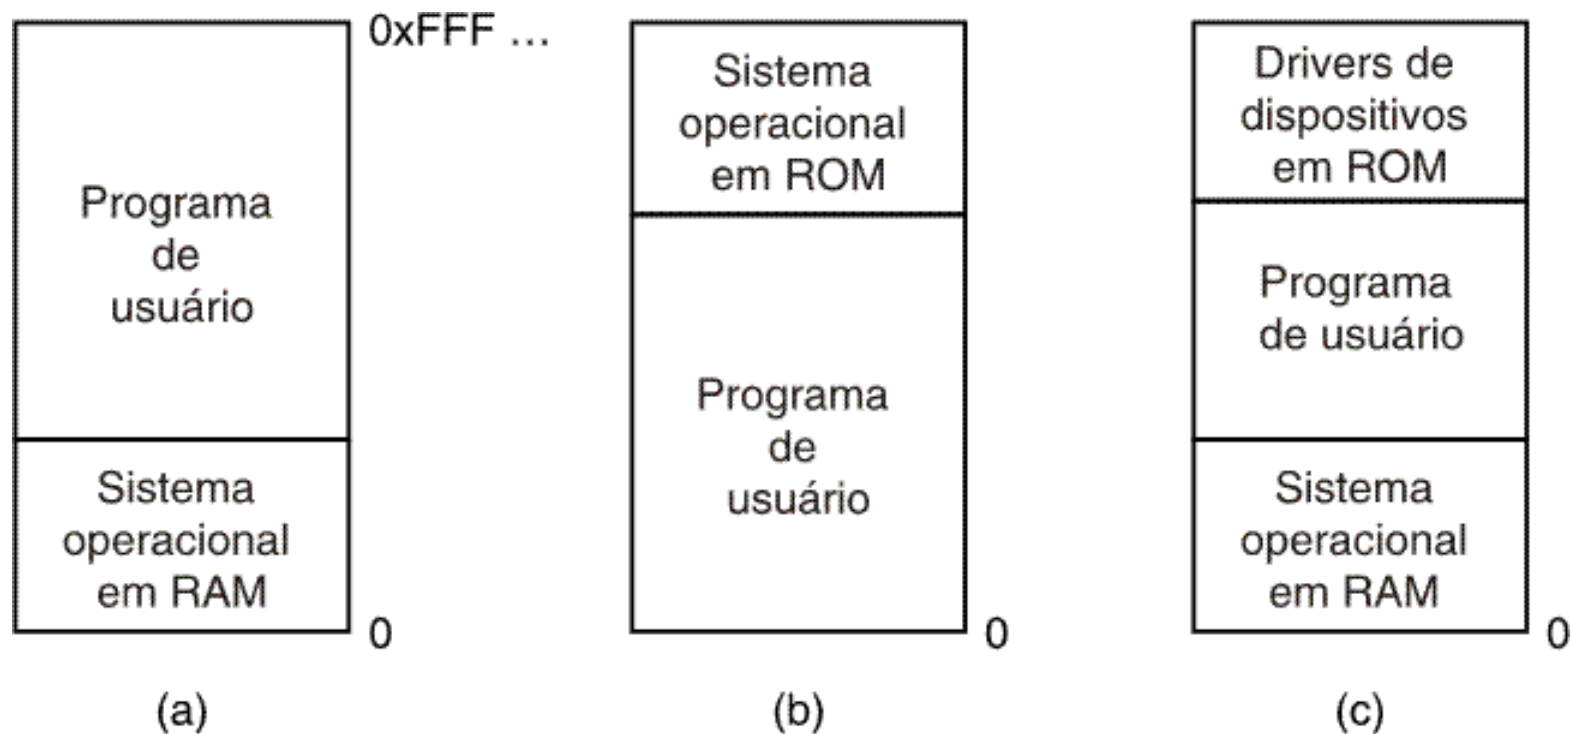 0xFFF ...
Programa
de
usuário
Sistema
operacional
em RAM
0
(a)
Sistema
operacional
em ROM
Programa
de
usuário
0
(b)
Drivers de
dispositivos
em ROM
Programa
de usuário
Sistema
operacional
em RAM
0
(c)